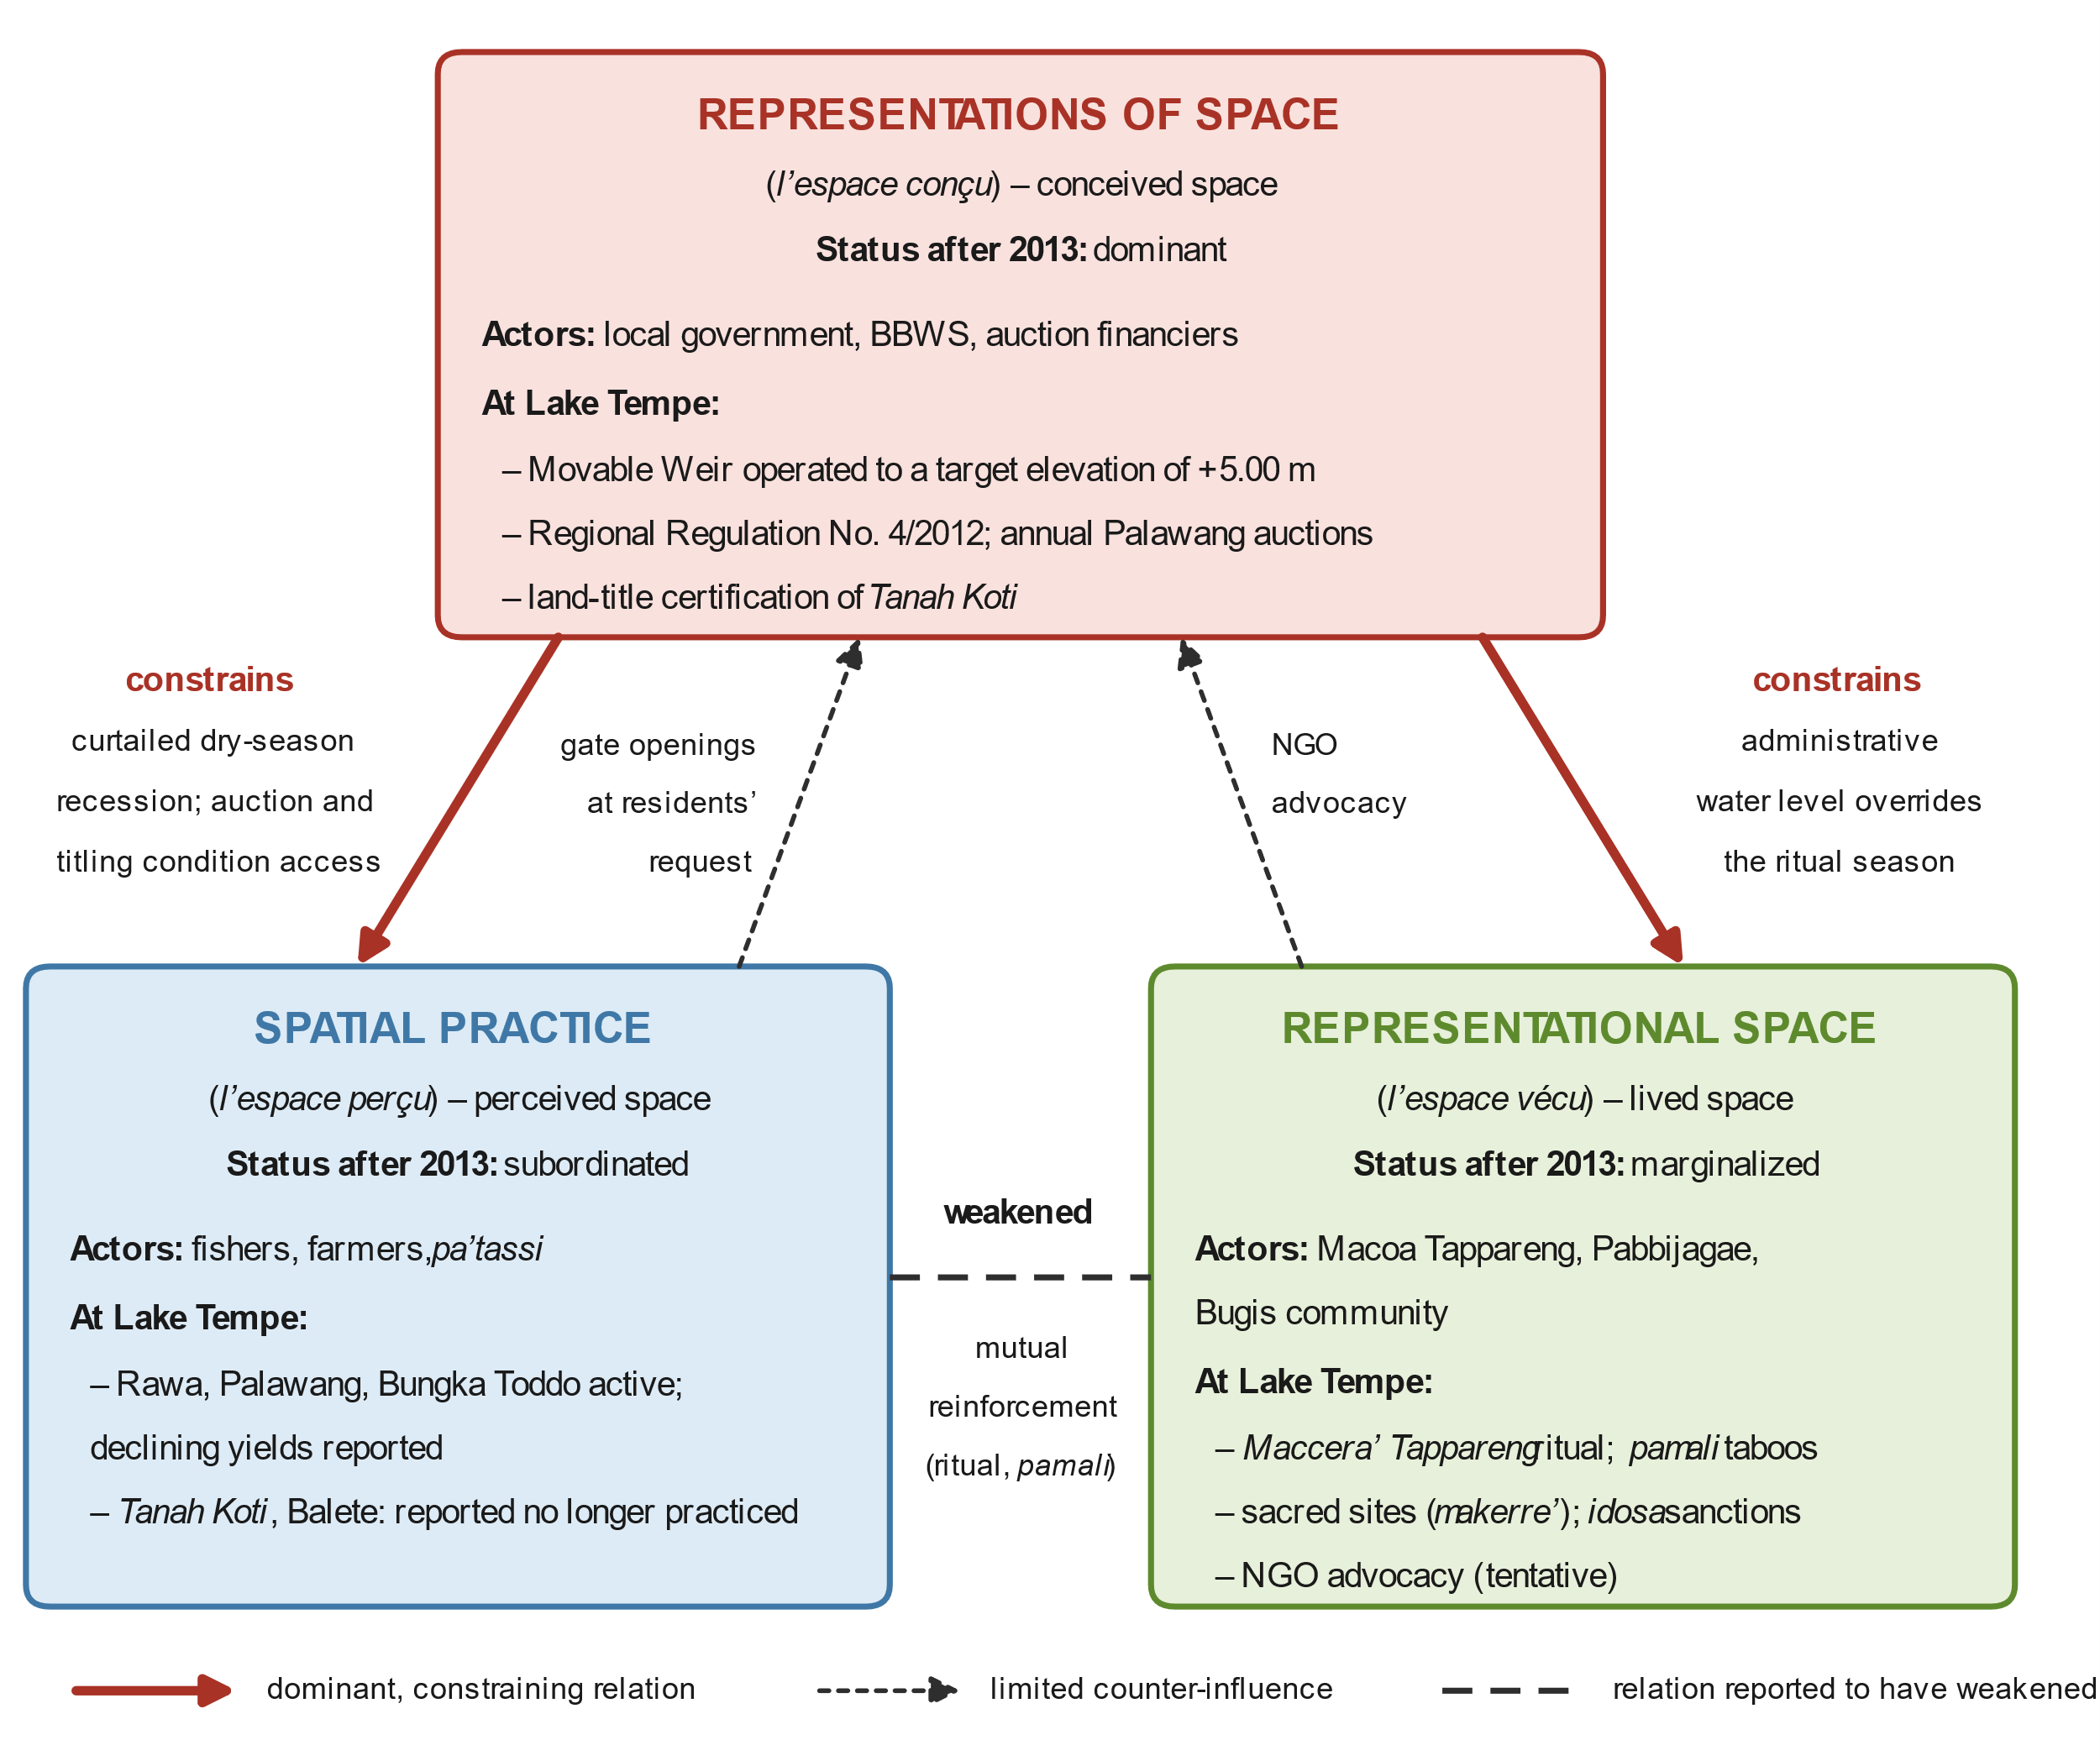 REPRESENTATIONS OF SPACE
(l’espace conçu) – conceived space
Status after 2013: dominant
Actors: local government, BBWS, auction financiers
At Lake Tempe:
– Movable Weir operated to a target elevation of +5.00 m
– Regional Regulation No. 4/2012; annual Palawang auctions
– land-title certification of Tanah Koti
constrains
curtailed dry-season
recession; auction and
titling condition access
gate openings
at residents’
request
NGO
advocacy
constrains
administrative
water level overrides
the ritual season
SPATIAL PRACTICE
(l’espace perçu) – perceived space
Status after 2013: subordinated
Actors: fishers, farmers, pa’tassi
At Lake Tempe:
– Rawa, Palawang, Bungka Toddo active;
declining yields reported
– Tanah Koti, Balete: reported no longer practiced
weakened
mutual
reinforcement
(ritual, pamali)
REPRESENTATIONAL SPACE
(l’espace vécu) – lived space
Status after 2013: marginalized
Actors: Macoa Tappareng, Pabbijagae,
Bugis community
At Lake Tempe:
– Maccera’ Tappareng ritual; pamali taboos
– sacred sites (makerre’); idosa sanctions
– NGO advocacy (tentative)
dominant, constraining relation
limited counter-influence
relation reported to have weakened